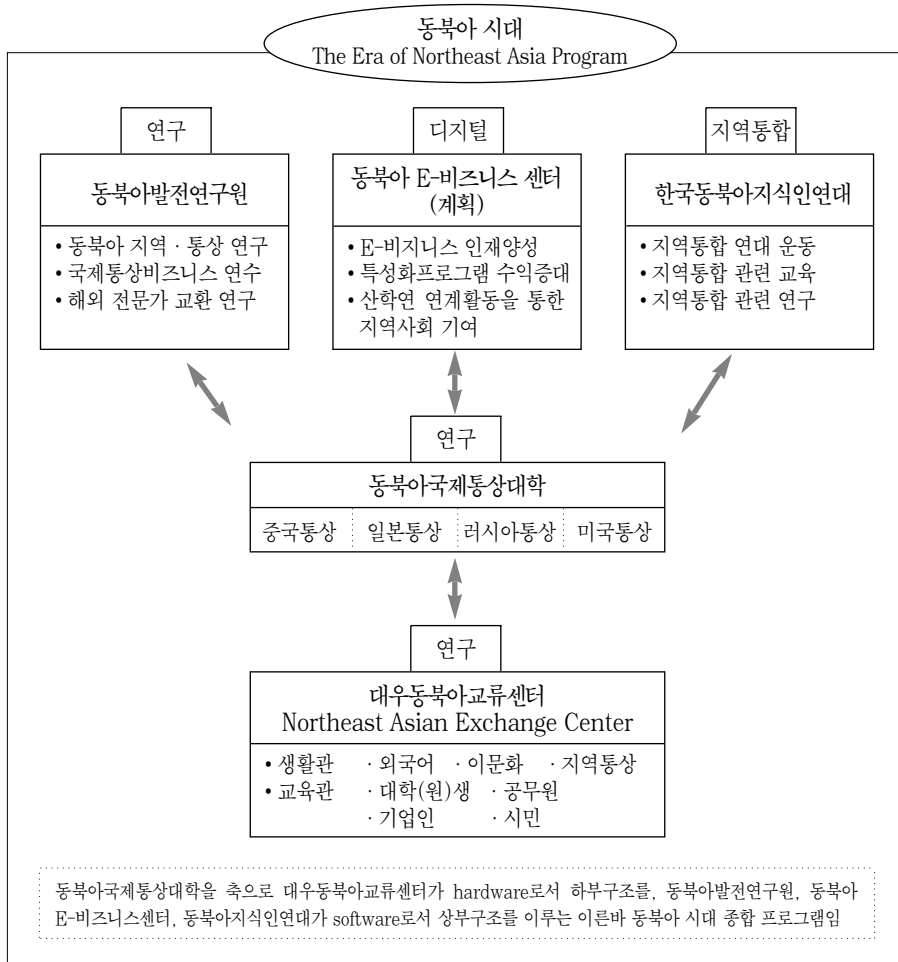 동북아 시대
The Era of Northeast Asia Program
연구
동북아발전연구원
• 동북아 지역 · 통상 연구
• 국제통상비즈니스 연수
• 해외 전문가 교환 연구
디지털
동북아 E-비즈니스 센터
(계획)
• E-비지니스 인재양성
• 특성화프로그램 수익증대
• 산학연 연계활동을 통한
지역사회 기여
지역통합
한국동북아지식인연대
• 지역통합 연대 운동
• 지역통합 관련 교육
• 지역통합 관련 연구
연구
동북아국제통상대학
중국통상 일본통상 러시아통상 미국통상
연구
대우동북아교류센터
Northeast Asian Exchange Center
• 생활관 · 외국어 · 이문화 · 지역통상
• 교육관 · 대학(원)생 · 공무원
· 기업인 · 시민
동북아국제통상대학을 축으로 대우동북아교류센터가 hardware로서 하부구조를, 동북아발전연구원, 동북아
E-비즈니스센터, 동북아지식인연대가 software로서 상부구조를 이루는 이른바 동북아 시대 종합 프로그램임